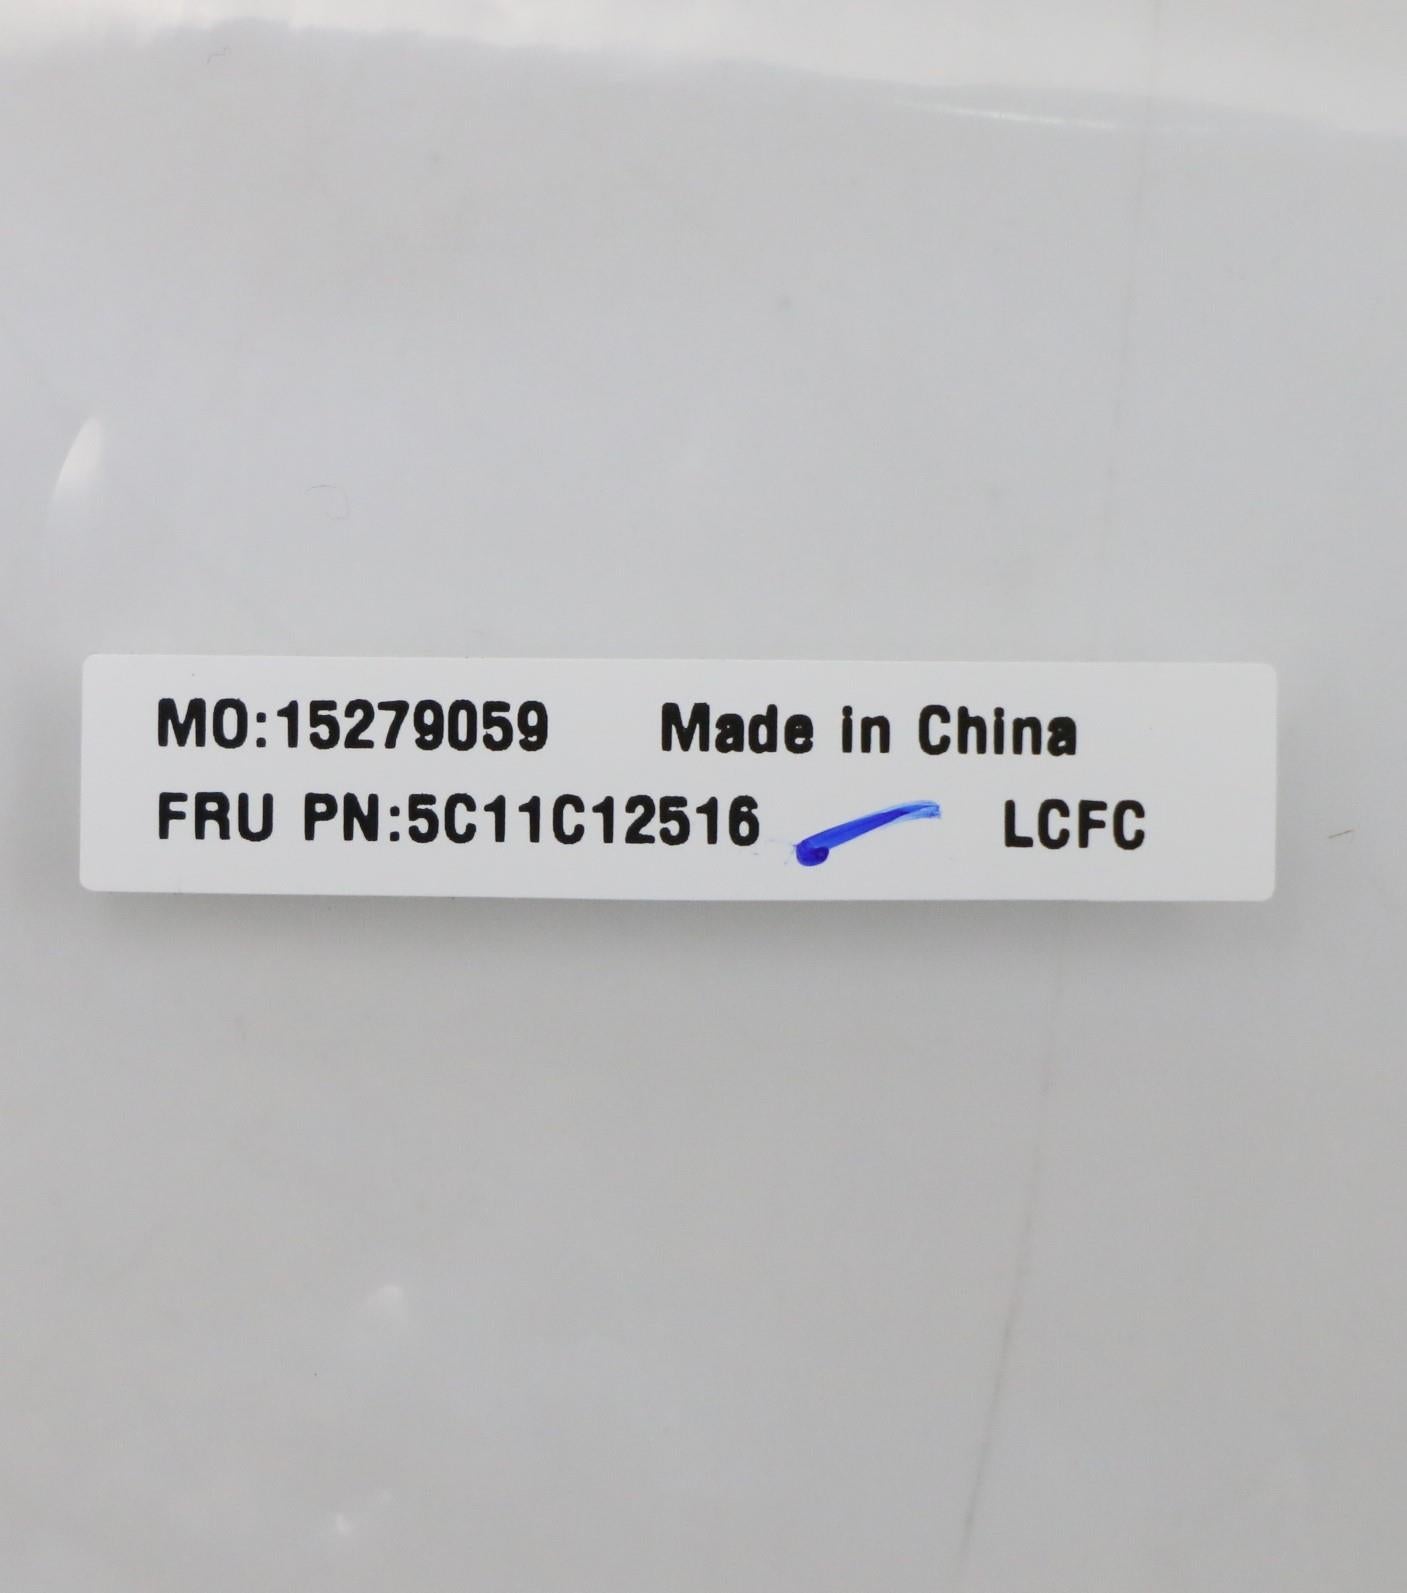 MO:15279059 Made in China
FRU PN:5C11C12516 LCFC